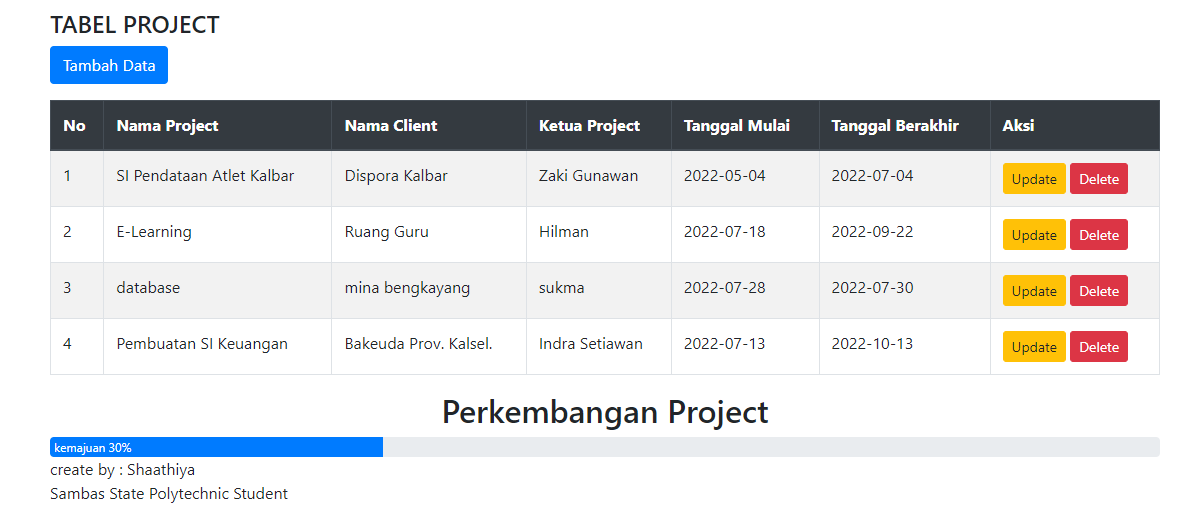 TABEL PROJECT
Tambah Data
No Nama Project Nama Client Ketua Project Tanggal Mulai Tanggal Berakhir Aksi
1 SI Pendataan Atlet Kalbar Dispora Kalbar Zaki Gunawan 2022-05-04 2022-07-04 Update Delete
2 E-Learning Ruang Guru Hilman 2022-07-18 2022-09-22 Update Delete
3 database mina bengkayang sukma 2022-07-28 2022-07-30 Update Delete
4 Pembuatan SI Keuangan Bakeuda Prov. Kalsel. Indra Setiawan 2022-07-13 2022-10-13 Update Delete
Perkembangan Project
kemajuan 30%
create by : Shaathiya
Sambas State Polytechnic Student